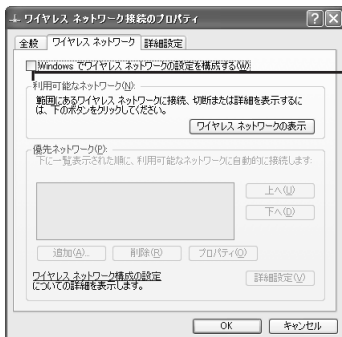 ワイヤレス ネットワーク接続のプロパティ
全般 ワイヤレス ネットワーク 詳細設定
Windows でワイヤレス ネットワークの設定を構成する(W)
利用可能なネットワーク(N):
範囲にあるワイヤレス ネットワークに接続、切断または詳細を表示するに
は、下のボタンをクリックしてください。
ワイヤレス ネットワークの表示
優先ネットワーク(P):
下に一覧表示された順に、利用可能なネットワークに自動的に接続します:
上へ(U)
下へ(D)
追加(A)... 削除(R) プロパティ(O)
ワイヤレス ネットワーク構成の設定
についての詳細を表示します。
詳細設定(V)
OK キャンセル